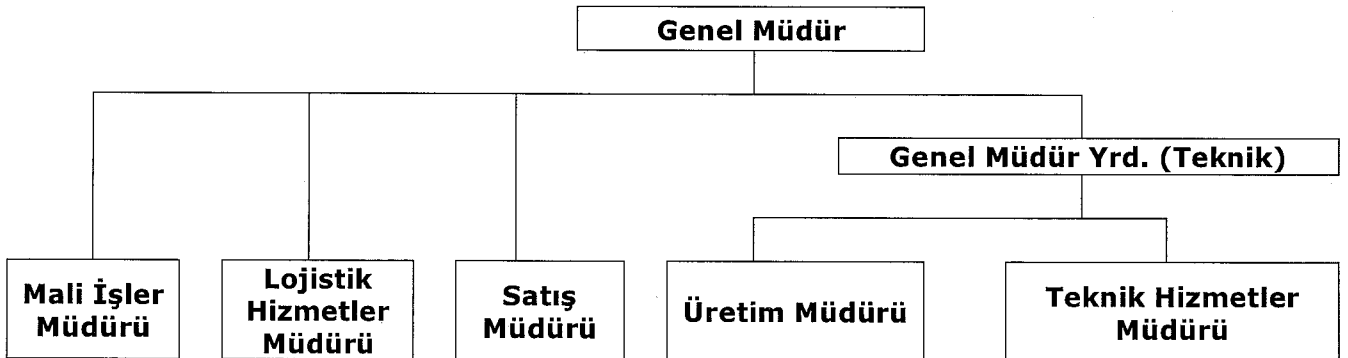 Genel Müdür
Genel Müdür Yrd. (Teknik)
Mali İşler
Müdürü
Lojistik
Hizmetler
Müdürü
Satış
Müdürü
Üretim Müdürü
Teknik Hizmetler
Müdürü